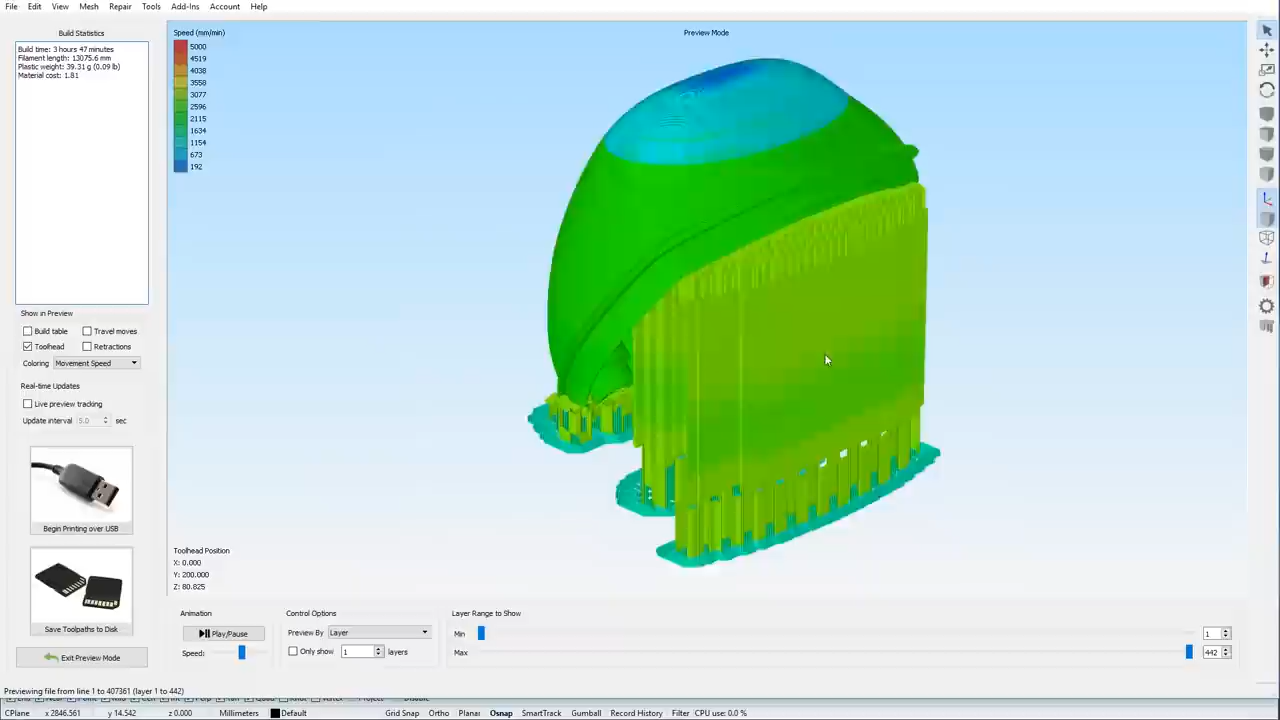 File Edit View Mesh Repair Tools Add-Ins Account Help
Build Statistics
Build time: 3 hours 47 minutes
Filament length: 13075.6 mm
Plastic weight: 39.31 g (0.09 lb)
Material cost: 1.81
Speed (mm/min)
5000
4519
4038
3558
3077
2596
2115
1634
1154
673
192
Preview Mode
Show in Preview
Build table Travel moves
Toolhead Retractions
Coloring Movement Speed
Real-time Updates
Live preview tracking
Update interval 5.0 sec
Begin Printing over USB
Save Toolpaths to Disk
Exit Preview Mode
Toolhead Position
X: 0.000
Y: 200.000
Z: 80.825
Animation
Play/Pause
Speed:
Control Options
Preview By Layer
Only show 1 layers
Layer Range to Show
Min 1
Max 442
Previewing file from line 1 to 407361 (layer 1 to 442)
CPlane x 2846.561 y 14.542 z 0.000 Millimeters Default Grid Snap Ortho Planar Osnap SmartTrack Gumball Record History Filter CPU use: 0.0 %